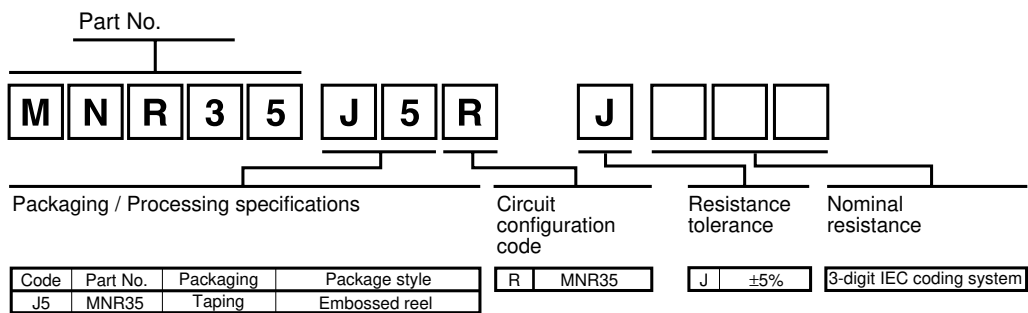 Part No.
M N R 3 5 J 5 R J
Packaging / Processing specifications
Circuit
configuration
code
Resistance
tolerance
Nominal
resistance
Code Part No. Packaging Package style
J5 MNR35 Taping Embossed reel
R MNR35
J ±5%
3-digit IEC coding system